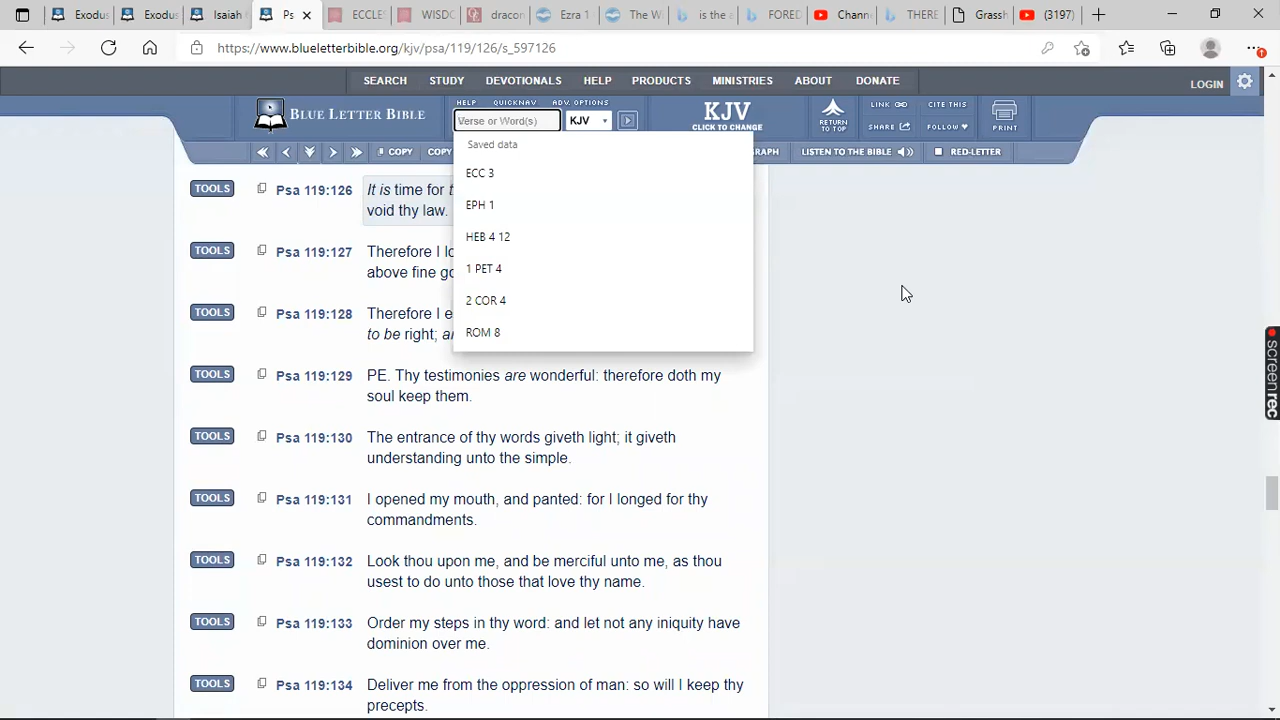 Exodus
Exodu
Isaiah
Ps
ECCLES
WISDC
dracon
Ezra 1
The W
is the a
FORED
Chann
THERE
Grassh
(3197)
https://www.blueletterbible.org/kjv/psa/119/126/s_597126
SEARCH STUDY DEVOTIONALS HELP PRODUCTS MINISTRIES ABOUT DONATE
LOGIN
HELP QUICKNAV ADV. OPTIONS
BLUE LETTER BIBLE
Verse or Word(s)
KJV
KJV
CLICK TO CHANGE
RETURN
TO TOP
LINK
CITE THIS
SHARE
FOLLOW
PRINT
COPY
COP
GRAPH
LISTEN TO THE BIBLE
RED-LETTER
Saved data
ECC 3
EPH 1
HEB 4 12
1 PET 4
2 COR 4
ROM 8
TOOLS Psa 119:126 It is time for
void thy law.
TOOLS Psa 119:127 Therefore I lo
above fine go
TOOLS Psa 119:128 Therefore I e
to be right;
TOOLS Psa 119:129 PE. Thy testimonies are wonderful: therefore doth my
soul keep them.
TOOLS Psa 119:130 The entrance of thy words giveth light; it giveth
understanding unto the simple.
TOOLS Psa 119:131 I opened my mouth, and panted: for I longed for thy
commandments.
TOOLS Psa 119:132 Look thou upon me, and be merciful unto me, as thou
usest to do unto those that love thy name.
TOOLS Psa 119:133 Order my steps in thy word: and let not any iniquity have
dominion over me.
TOOLS Psa 119:134 Deliver me from the oppression of man: so will I keep thy
precepts.
screenrec